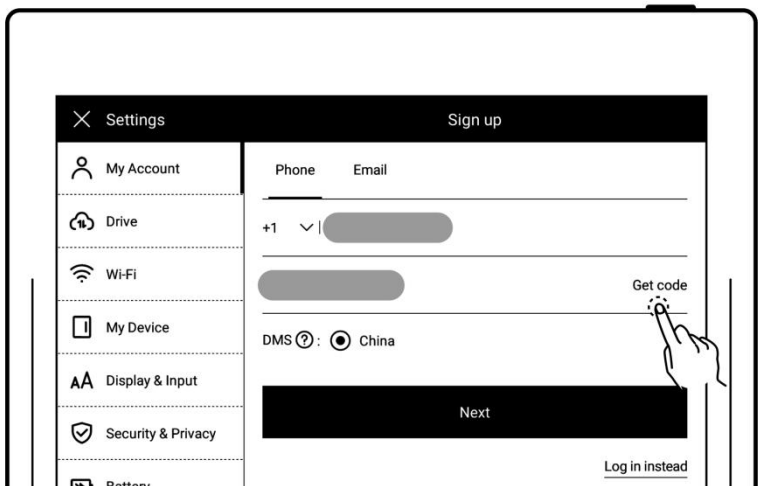 Settings
Sign up
My Account
Drive
Wi-Fi
My Device
Display & Input
Security & Privacy
Battery
Phone Email
+1
Get code
DMS ? : China
Next
Log in instead